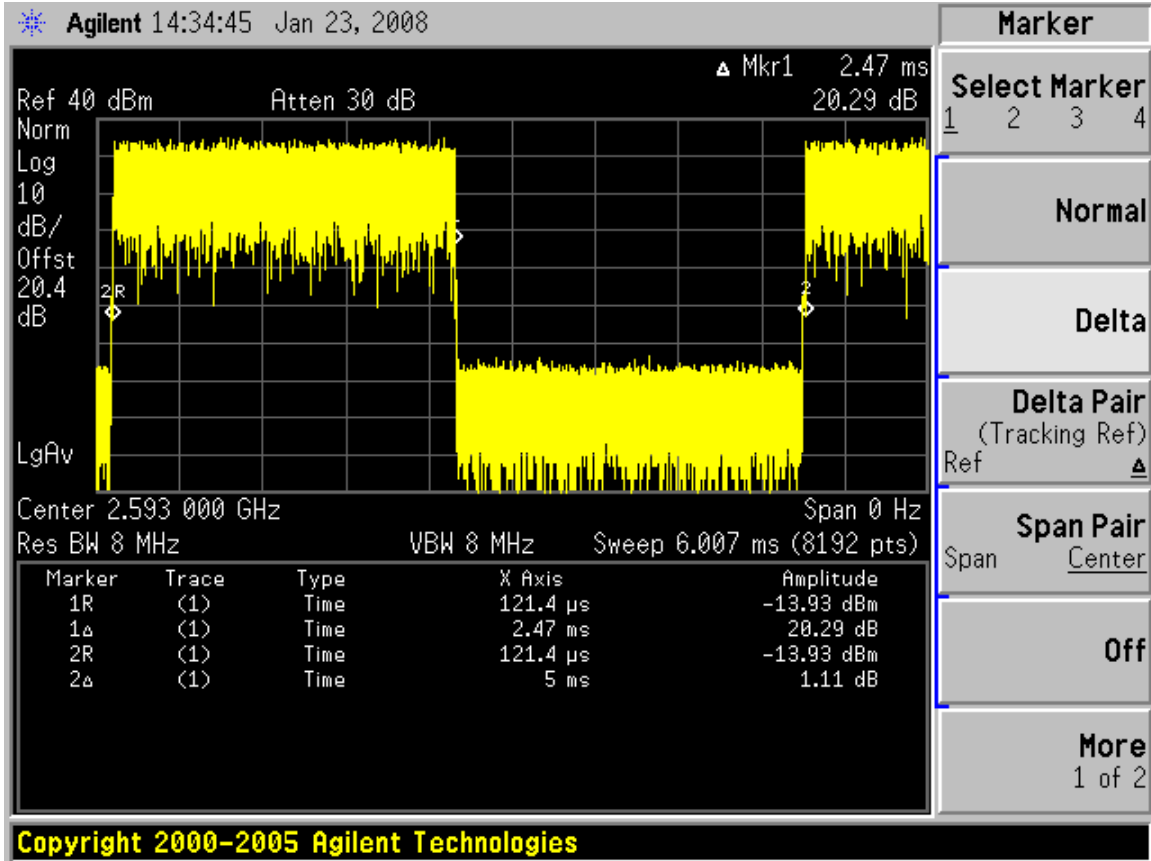 Agilent 14:34:45 Jan 23, 2008
Δ Mkr1 2.47 ms
Ref 40 dBm Atten 30 dB 20.29 dB
Norm
Log
10
dB/
Offst
20.4
dB
LgAv
2R
2
Center 2.593 000 GHz Span 0 Hz
Res BW 8 MHz VBW 8 MHz Sweep 6.007 ms (8192 pts)
Marker Trace Type X Axis Amplitude
1R (1) Time 121.4 µs -13.93 dBm
1Δ (1) Time 2.47 ms 20.29 dB
2R (1) Time 121.4 µs -13.93 dBm
2Δ (1) Time 5 ms 1.11 dB
Marker
Select Marker
1 2 3 4
Normal
Delta
Delta Pair
(Tracking Ref)
Ref Δ
Span Pair
Span Center
Off
More
1 of 2
Copyright 2000-2005 Agilent Technologies